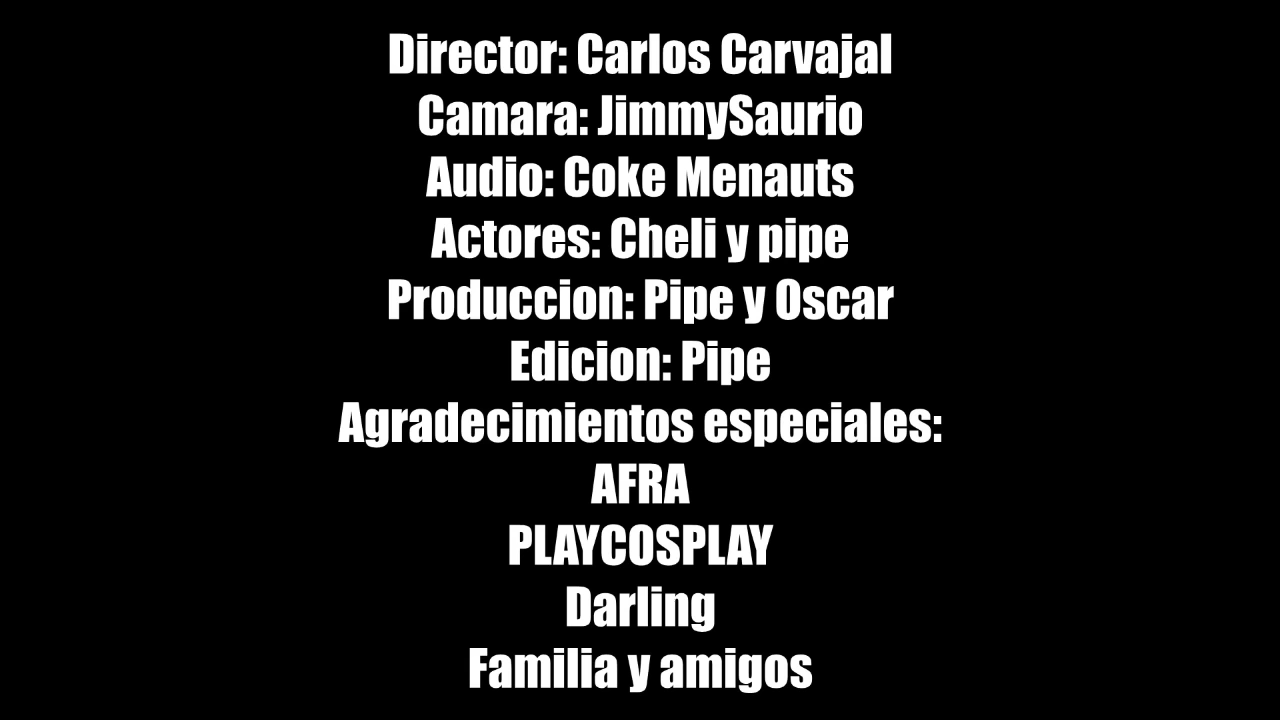 Director: Carlos Carvajal
Camara: JimmySaurio
Audio: Coke Menauts
Actores: Cheli y pipe
Produccion: Pipe y Oscar
Edicion: Pipe
Agradecimientos especiales:
AFRA
PLAYCOSPLAY
Darling
Familia y amigos